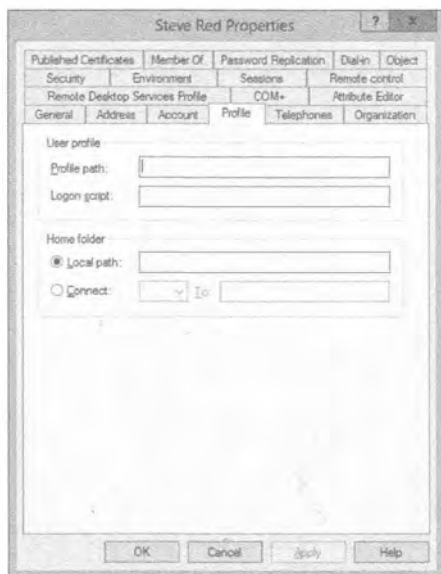 Steve Red Properties ? x
Published Certificates Member Of Password Replication Dial-in Object
Security Environment Sessions Remote control
Remote Desktop Services Profile COM+ Attribute Editor
General Address Account Profile Telephones Organization
User profile
Profile path:
Logon script:
Home folder
Local path:
Connect: To:
OK Cancel Apply Help